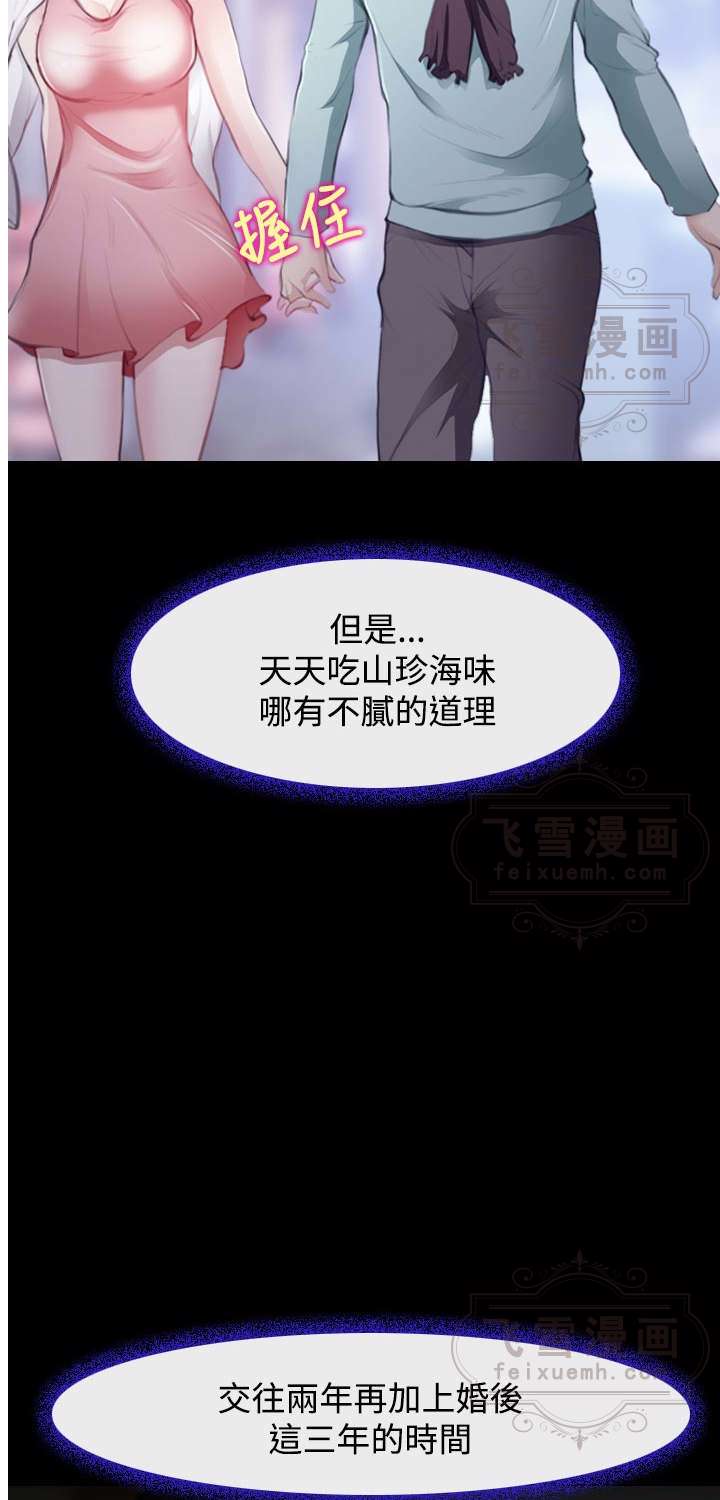 握住
飞雪漫画
feixuemh.com
但是...
天天吃山珍海味
哪有不膩的道理
飞雪漫画
feixuemh.com
飞雪漫画
feixuemh.com
交往兩年再加上婚後
這三年的時間